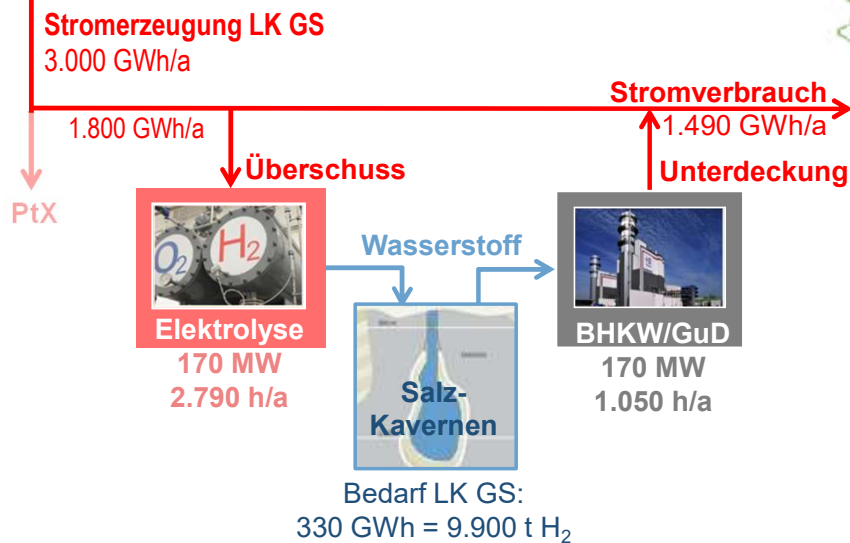 Stromerzeugung LK GS
3.000 GWh/a
Stromverbrauch
1.800 GWh/a
1.490 GWh/a
Überschuss
Unterdeckung
PtX
Wasserstoff
O2
H2
Elektrolyse
BHKW/GuD
170 MW
2.790 h/a
170 MW
1.050 h/a
Salz-
Kavernen
Bedarf LK GS:
330 GWh = 9.900 t H₂